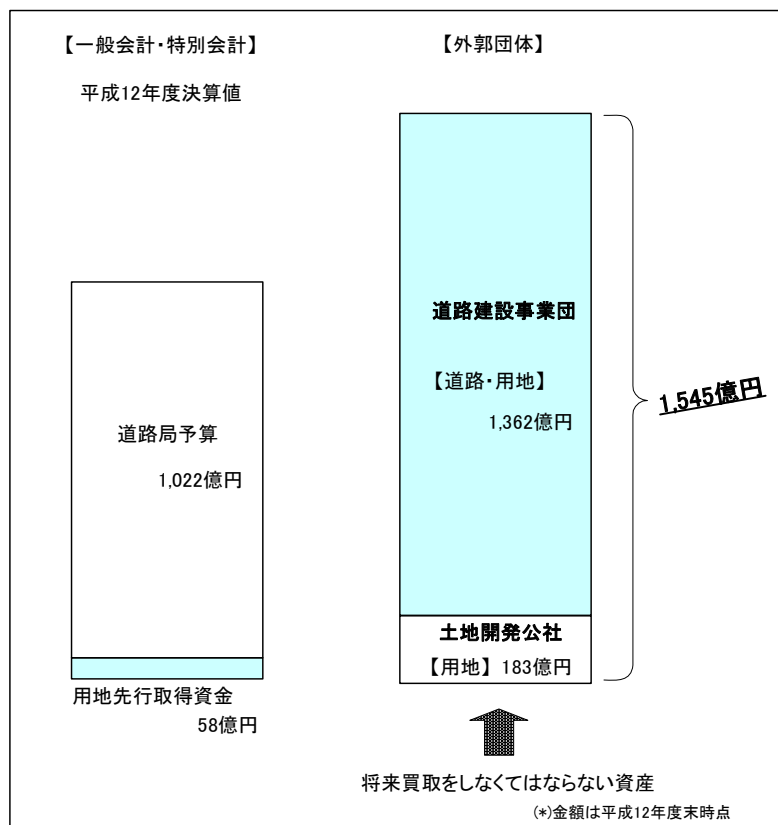 【一般会計・特別会計】
平成12年度決算値
道路局予算
1,022億円
用地先行取得資金
58億円
【外郭団体】
道路建設事業団
【道路・用地】
1,362億円
1,545億円
土地開発公社
【用地】 183億円
将来買取をしなくてはならない資産
(*)金額は平成12年度末時点